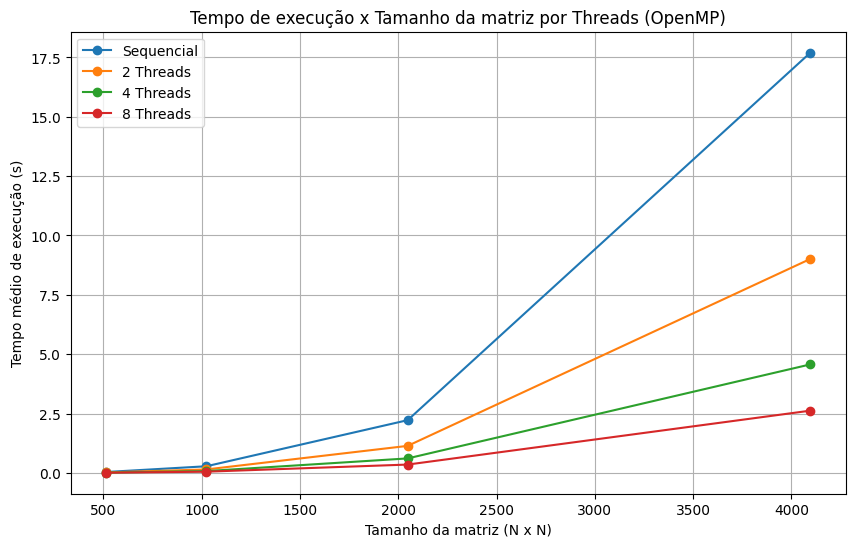 Tempo de execução x Tamanho da matriz por Threads (OpenMP)
Sequencial
2 Threads
4 Threads
8 Threads
Tempo médio de execução (s)
17.5
15.0
12.5
10.0
7.5
5.0
2.5
0.0
500 1000 1500 2000 2500 3000 3500 4000
Tamanho da matriz (N x N)